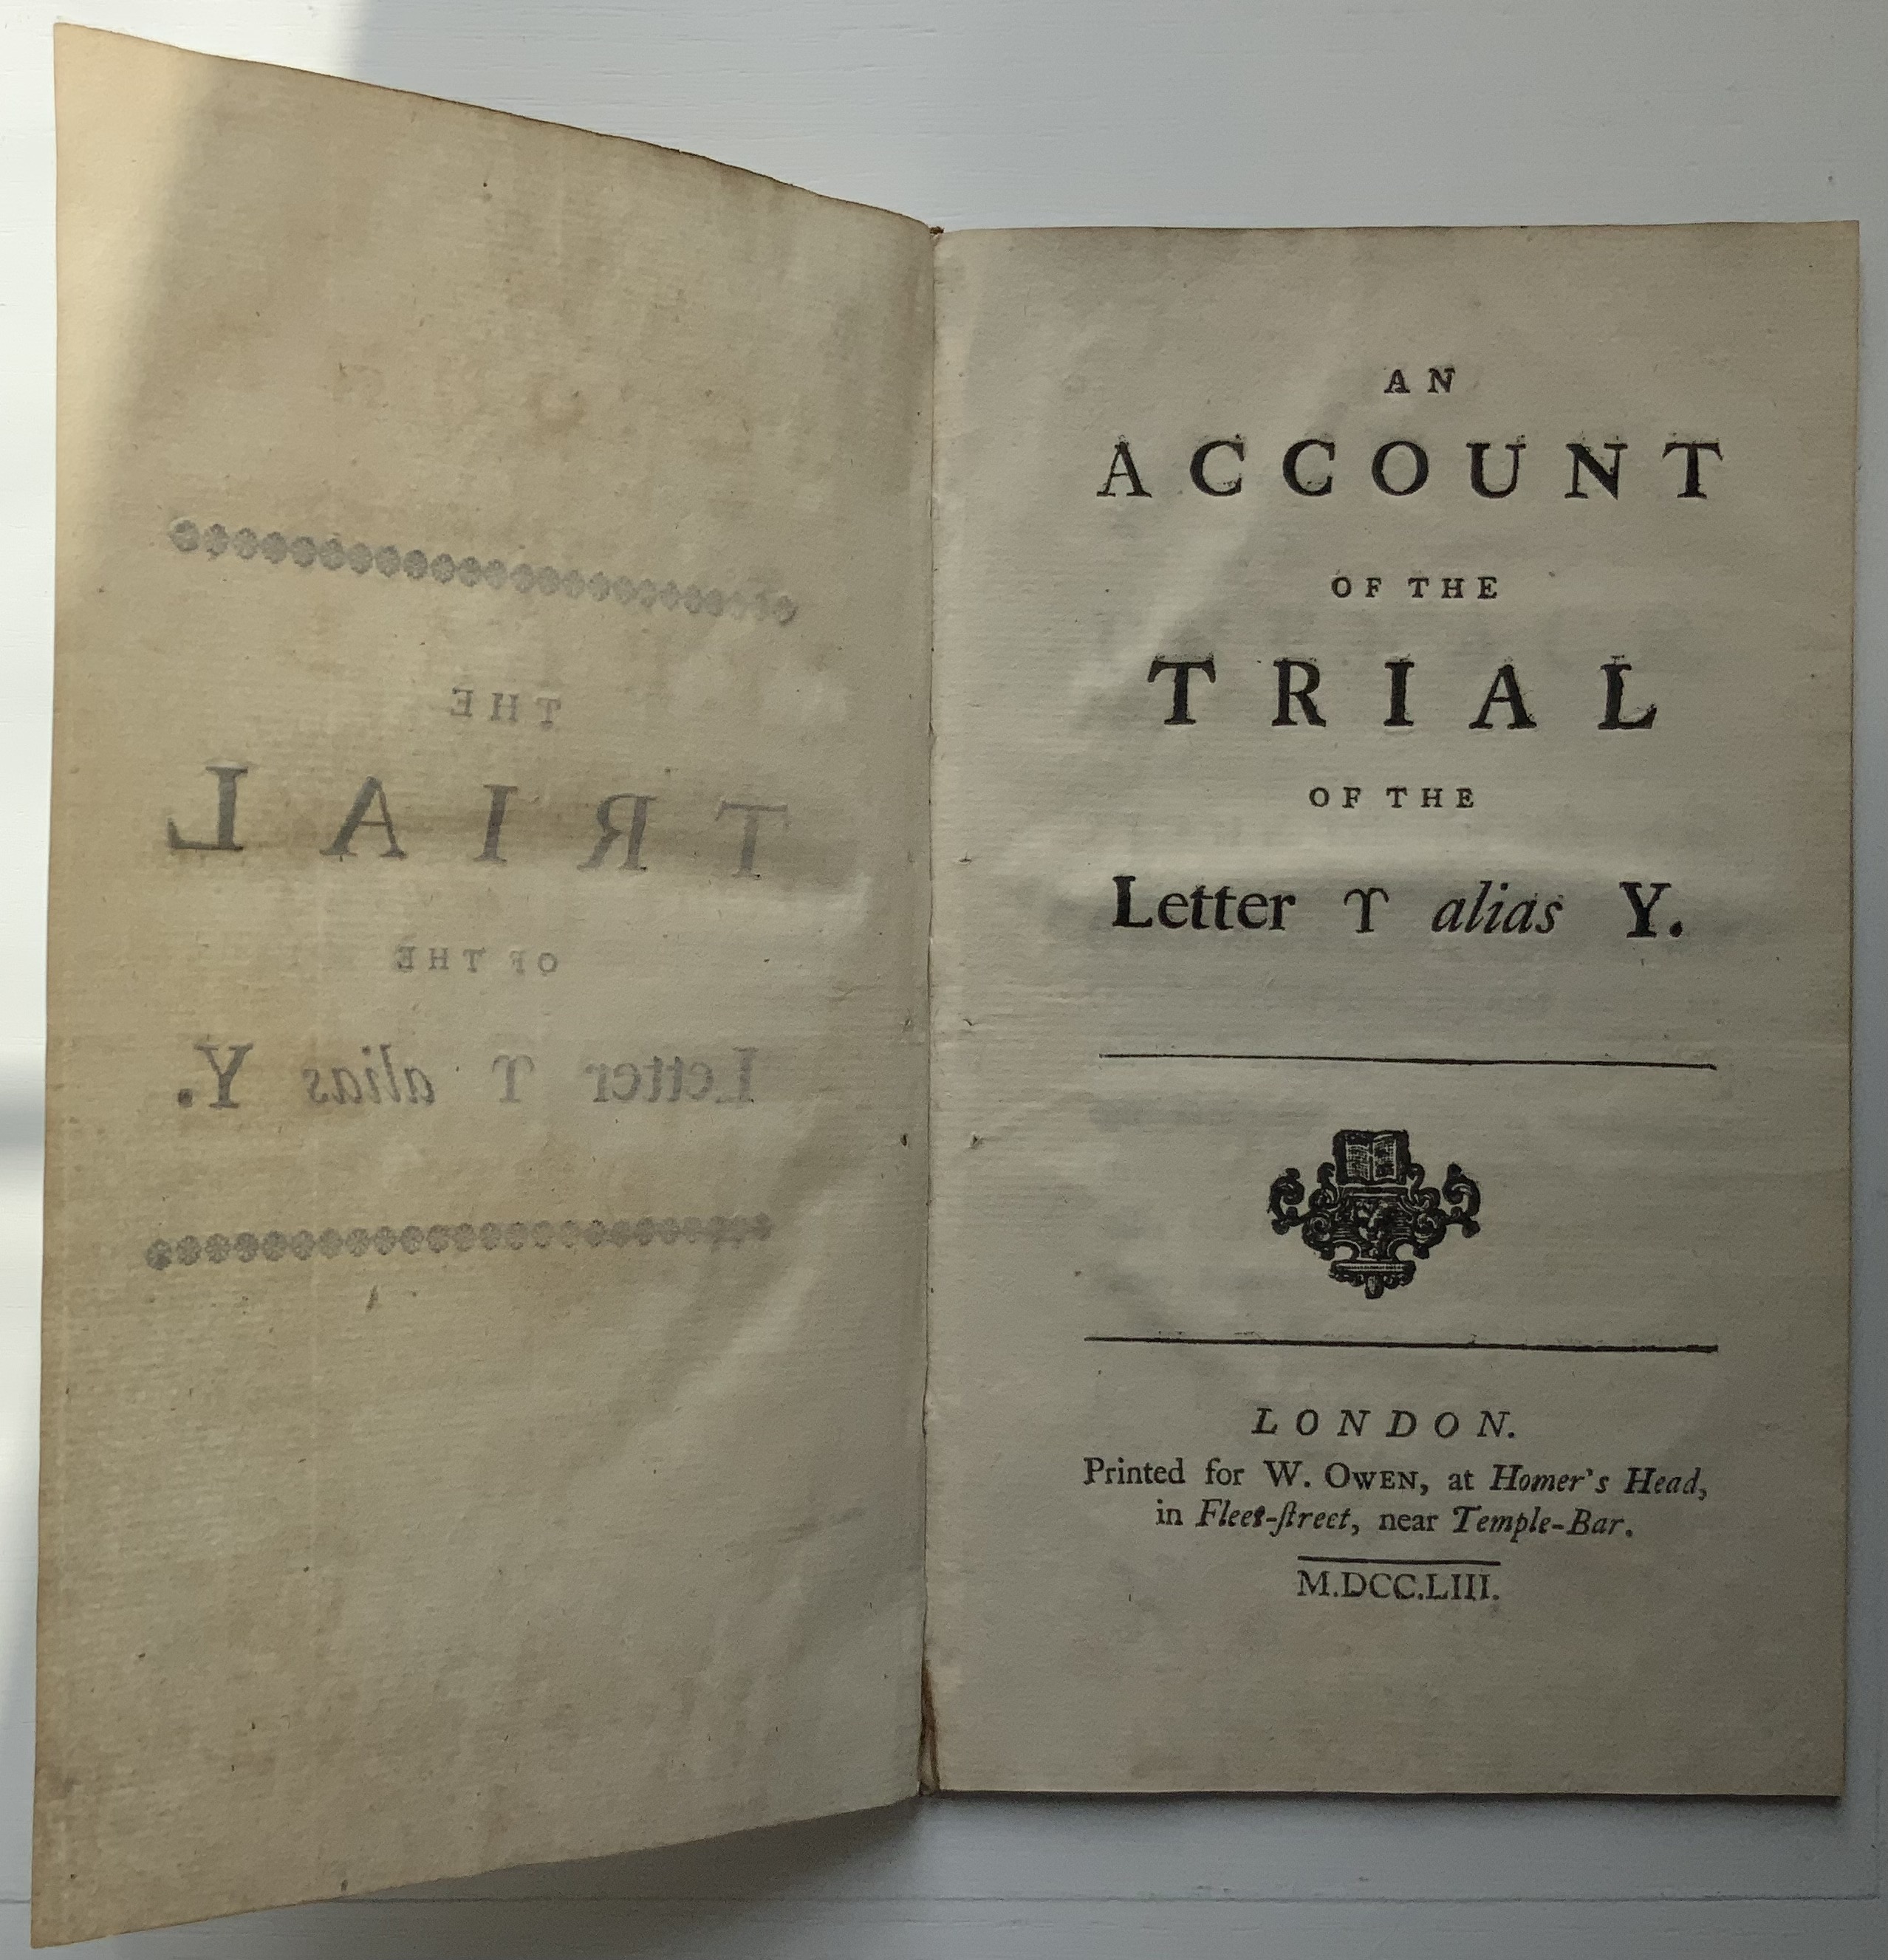 THE
TRIAL
OF THE
Letter ϒ alias Y.
AN
ACCOUNT
OF THE
TRIAL
OF THE
Letter ϒ alias Y.
LONDON.
Printed for W. OWEN, at Homer's Head,
in Fleet-ſtreet, near Temple-Bar.
M.DCC.LIII.